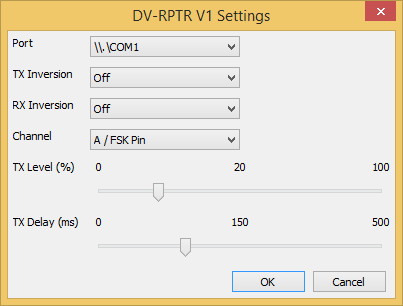 DV-RPTR V1 Settings
Port \\.\COM1
TX Inversion Off
RX Inversion Off
Channel A / FSK Pin
TX Level (%) 0 20 100
TX Delay (ms) 0 150 500
OK Cancel